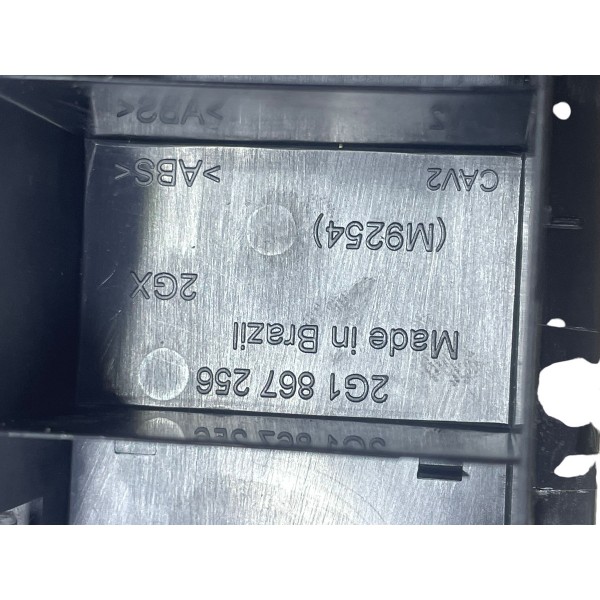 2G1 867 256
Made in Brazil
2GX
(M9254)
CAV2 >ABS<